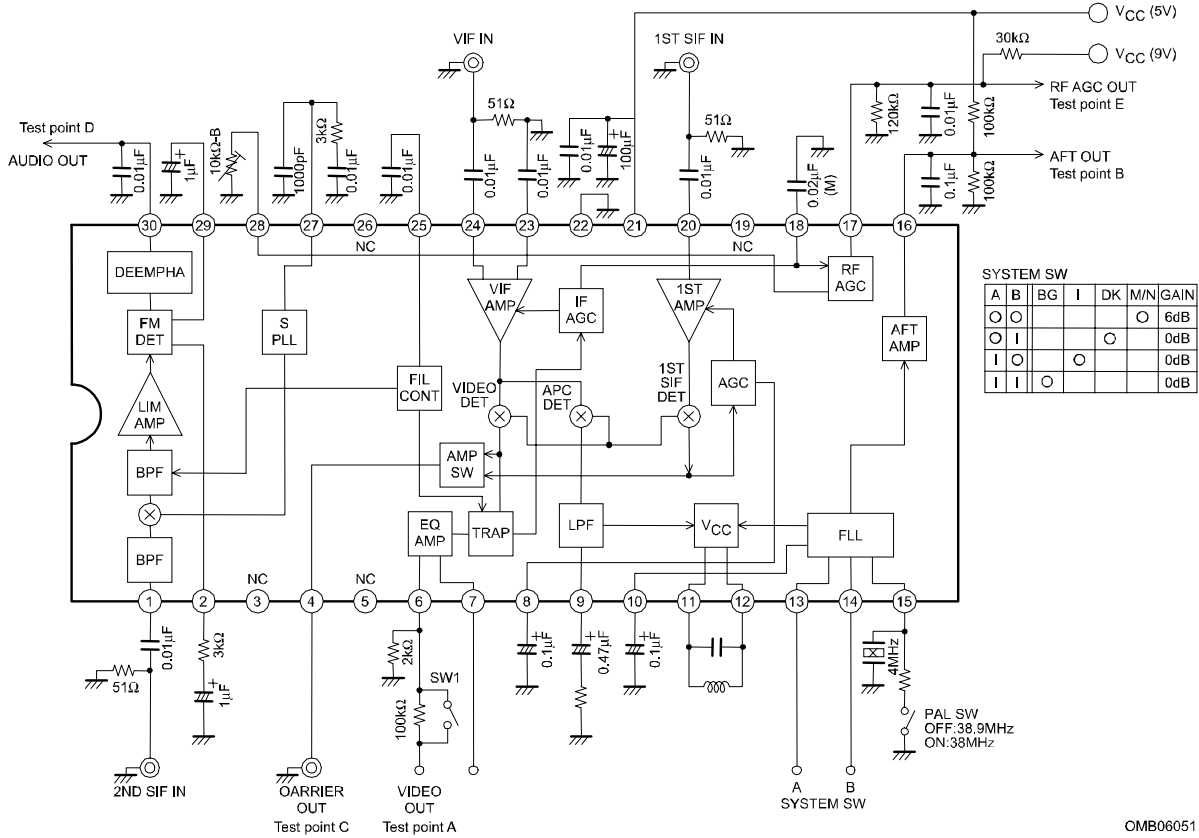 VCC (5V)
VIF IN
1ST SIF IN
30kΩ
VCC (9V)
RF AGC OUT
Test point E
51Ω
Test point D
AUDIO OUT
0.01µF
1µF
10kΩ-B
1000pF
3kΩ
0.01µF
0.01µF
0.01µF
0.01µF
0.01µF
100µF
51Ω
0.01µF
0.02µF
(M)
120kΩ
0.01µF
100kΩ
AFT OUT
Test point B
0.1µF
100kΩ
30
29
28
27
26
25
24
23
22
21
20
19
18
17
16
NC
NC
DEEMPHA
VIF
AMP
IF
AGC
1ST
AMP
RF
AGC
FM
DET
S
PLL
AFT
AMP
LIM
AMP
FIL
CONT
VIDEO
DET
APC
DET
1ST
SIF
DET
AGC
BPF
AMP
SW
EQ
AMP
TRAP
LPF
VCC
FLL
BPF
NC
NC
1
2
3
4
5
6
7
8
9
10
11
12
13
14
15
0.01µF
51Ω
3kΩ
1µF
2kΩ
SW1
100kΩ
0.1µF
0.47µF
0.1µF
4MHz
PAL SW
OFF:38.9MHz
ON:38MHz
2ND SIF IN
OARRIER
OUT
Test point C
VIDEO
OUT
Test point A
A
B
SYSTEM SW
SYSTEM SW
A B BG I DK M/N GAIN
O O O 6dB
O I O 0dB
I O O 0dB
I I O 0dB
OMB06051